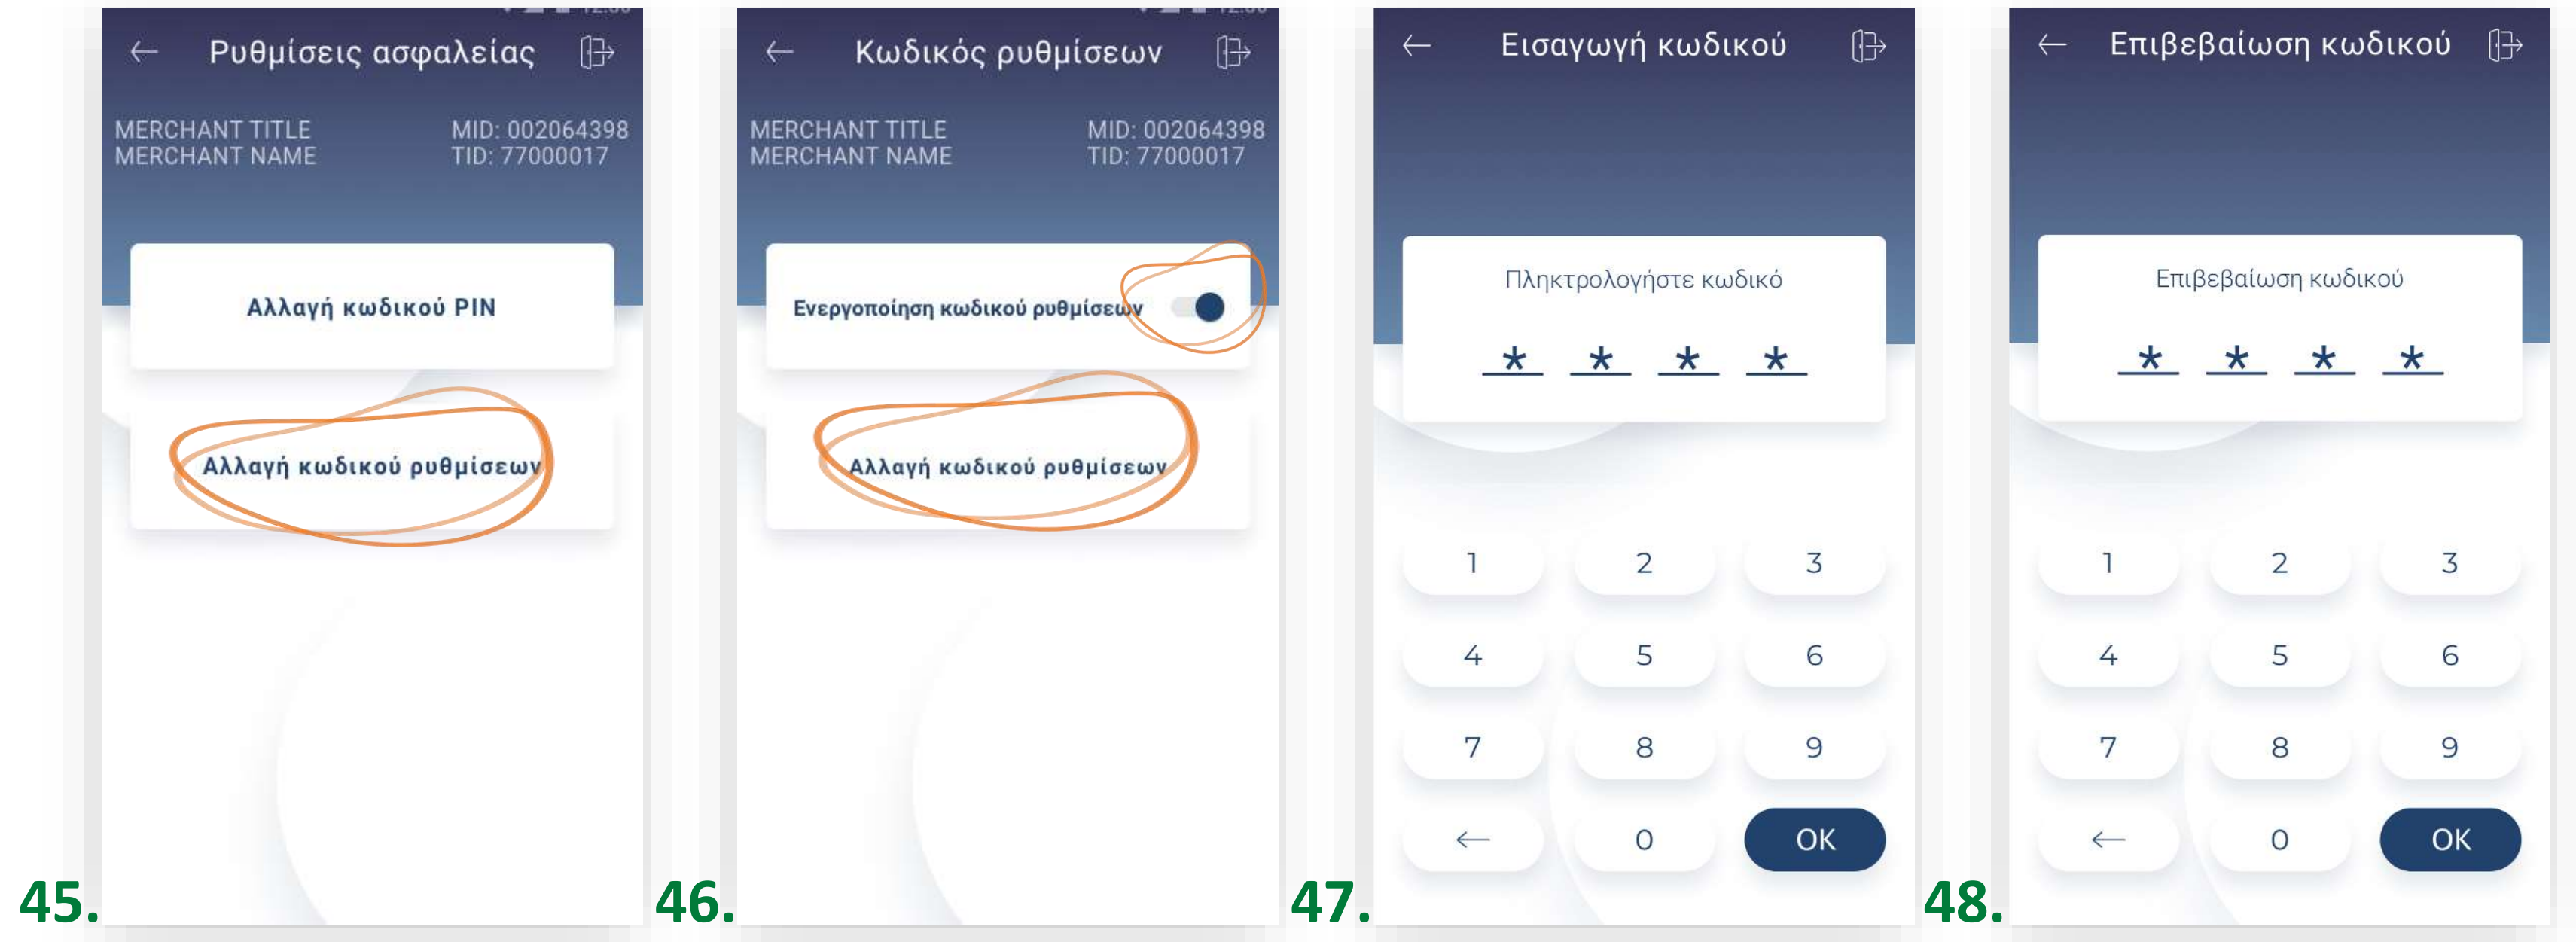 Ρυθμίσεις ασφαλείας
MERCHANT TITLE MID: 002064398
MERCHANT NAME TID: 77000017
Αλλαγή κωδικού PIN
Αλλαγή κωδικού ρυθμίσεων
45.
Κωδικός ρυθμίσεων
MERCHANT TITLE MID: 002064398
MERCHANT NAME TID: 77000017
Ενεργοποίηση κωδικού ρυθμίσεων
Αλλαγή κωδικού ρυθμίσεων
46.
Εισαγωγή κωδικού
Πληκτρολογήστε κωδικό
* * * *
1 2 3
4 5 6
7 8 9
← 0 OK
47.
Επιβεβαίωση κωδικού
Επιβεβαίωση κωδικού
* * * *
1 2 3
4 5 6
7 8 9
← 0 OK
48.